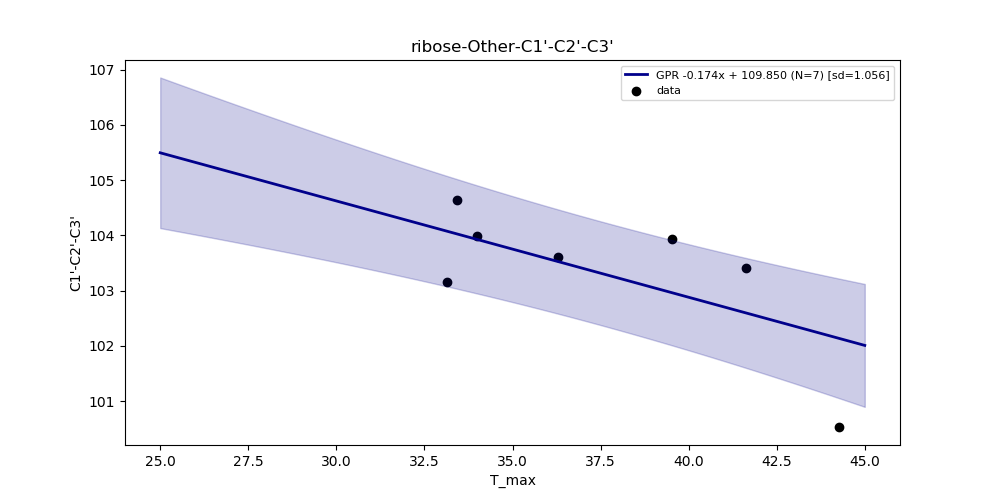 ribose-Other-C1'-C2'-C3'
GPR -0.174x + 109.850 (N=7) [sd=1.056]
data
C1'-C2'-C3'
107
106
105
104
103
102
101
25.0 27.5 30.0 32.5 35.0 37.5 40.0 42.5 45.0
T_max